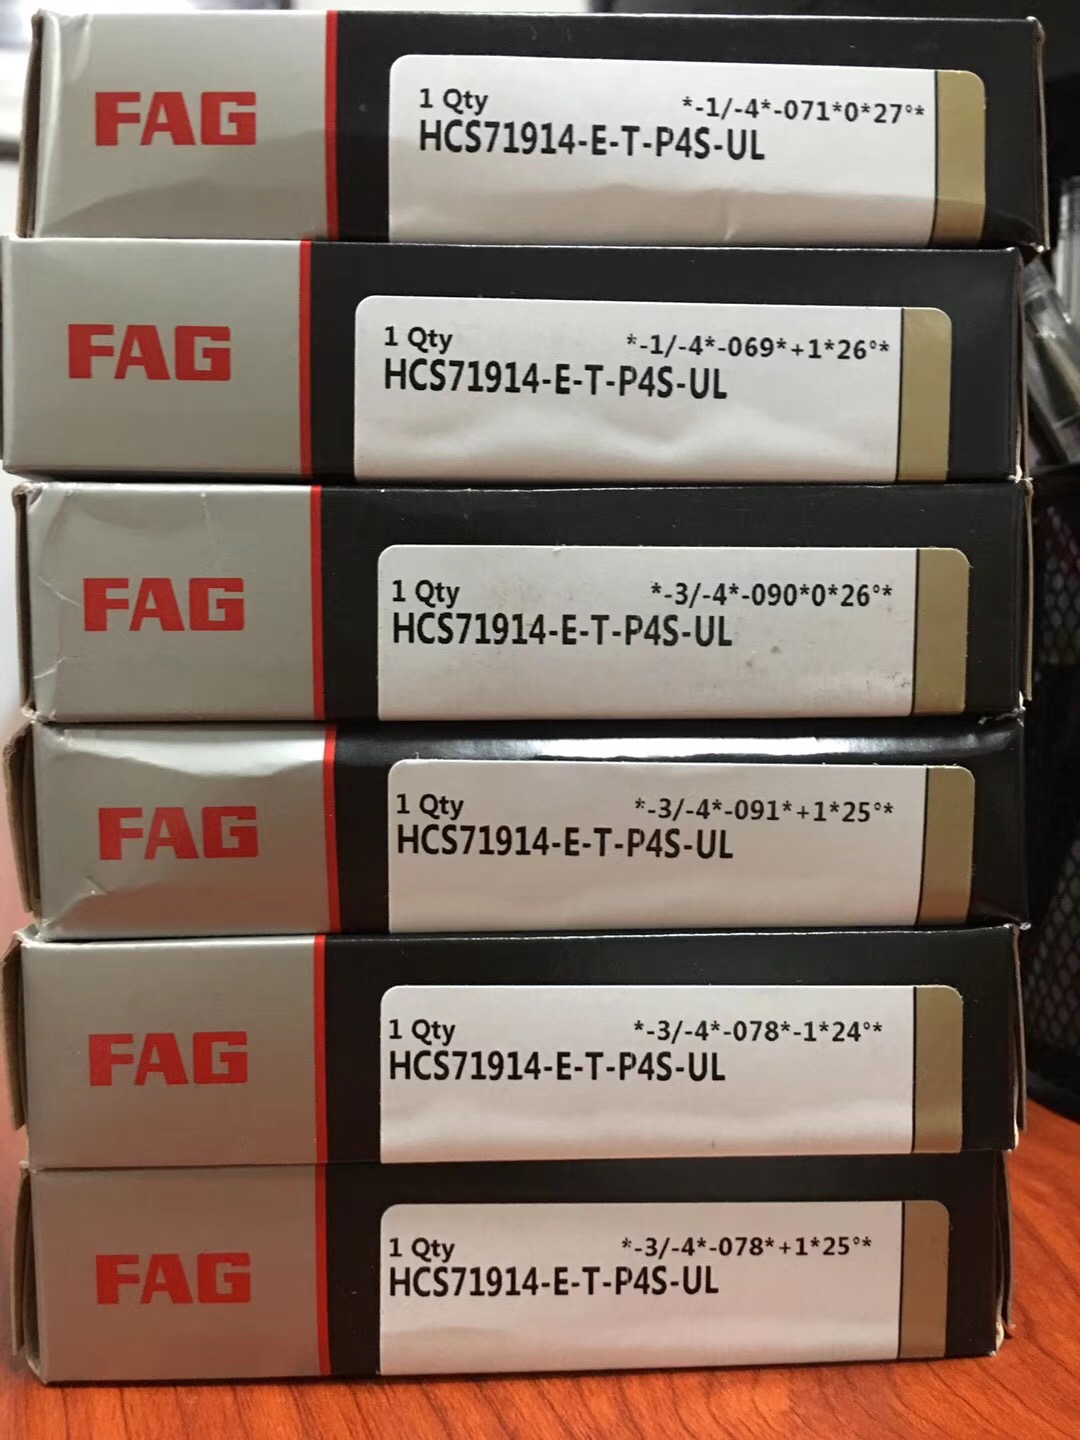 FAG
1 Qty *-1/-4*-071*0*27°*
HCS71914-E-T-P4S-UL
FAG
1 Qty *-1/-4*-069*+1*26°*
HCS71914-E-T-P4S-UL
FAG
1 Qty *-3/-4*-090*0*26°*
HCS71914-E-T-P4S-UL
FAG
1 Qty *-3/-4*-091*+1*25°*
HCS71914-E-T-P4S-UL
FAG
1 Qty *-3/-4*-078*-1*24°*
HCS71914-E-T-P4S-UL
FAG
1 Qty *-3/-4*-078*+1*25°*
HCS71914-E-T-P4S-UL